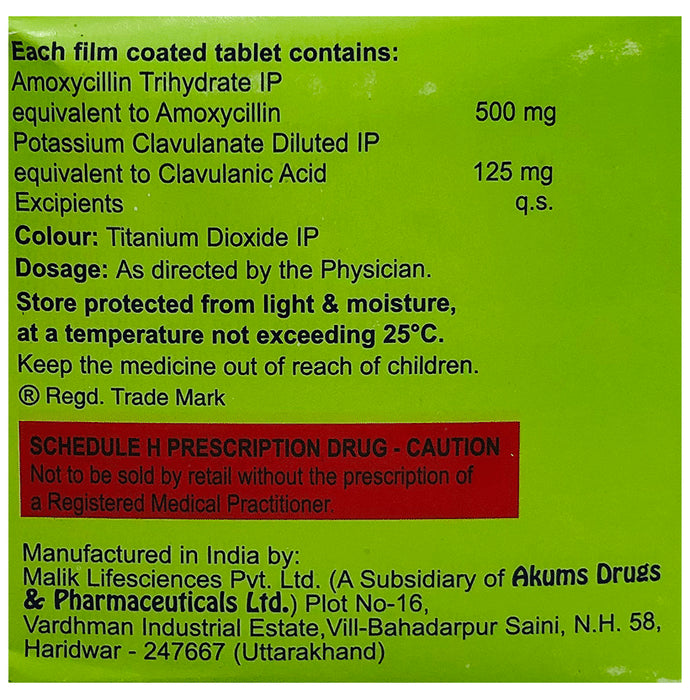 Each film coated tablet contains:
Amoxycillin Trihydrate IP
equivalent to Amoxycillin 500 mg
Potassium Clavulanate Diluted IP
equivalent to Clavulanic Acid 125 mg
Excipients q.s.
Colour: Titanium Dioxide IP
Dosage: As directed by the Physician.
Store protected from light & moisture,
at a temperature not exceeding 25°C.
Keep the medicine out of reach of children.
® Regd. Trade Mark
SCHEDULE H PRESCRIPTION DRUG - CAUTION
Not to be sold by retail without the prescription of
a Registered Medical Practitioner.
Manufactured in India by:
Malik Lifesciences Pvt. Ltd. (A Subsidiary of Akums Drugs
& Pharmaceuticals Ltd.) Plot No-16,
Vardhman Industrial Estate,Vill-Bahadarpur Saini, N.H. 58,
Haridwar - 247667 (Uttarakhand)